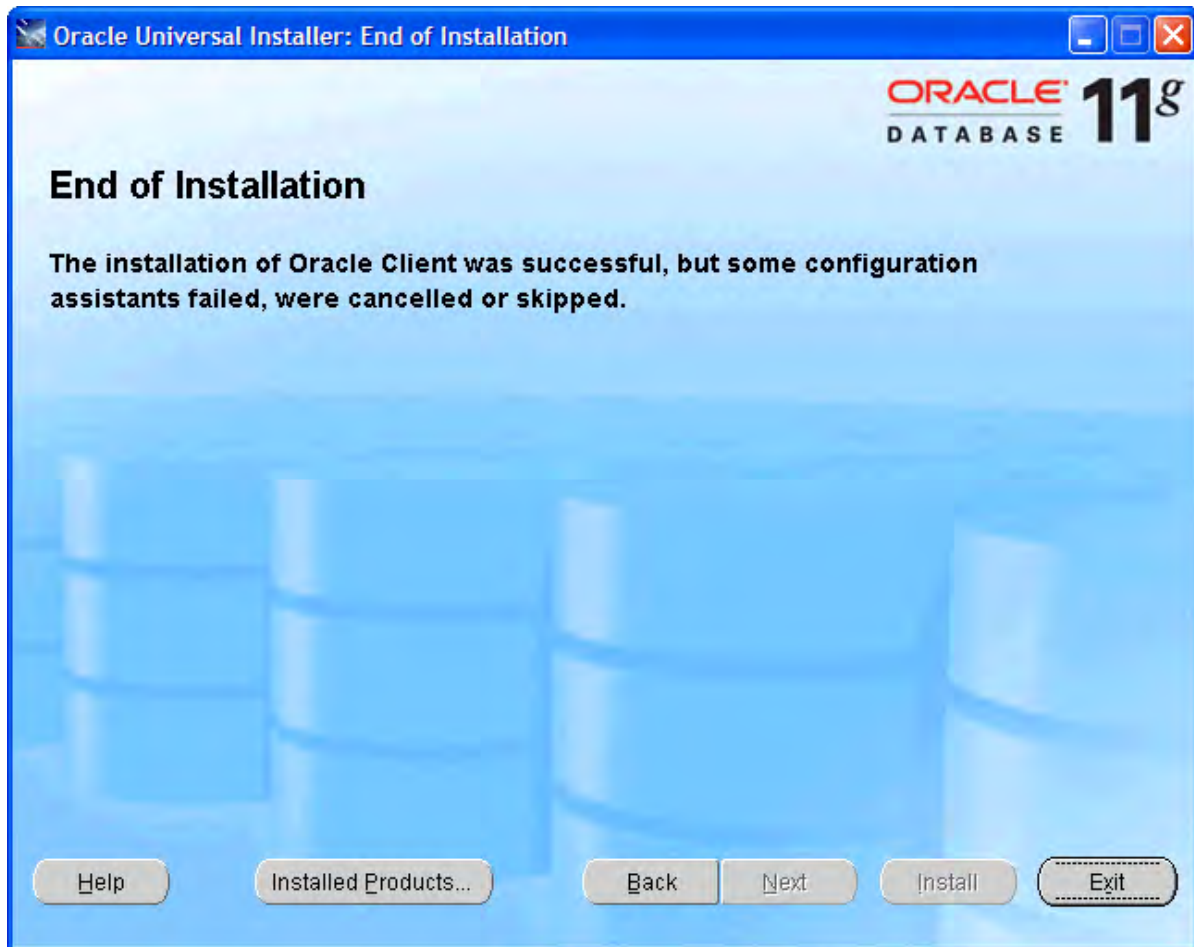 Oracle Universal Installer: End of Installation
ORACLE 11g
DATABASE
End of Installation
The installation of Oracle Client was successful, but some configuration
assistants failed, were cancelled or skipped.
Help Installed Products... Back Next Install Exit